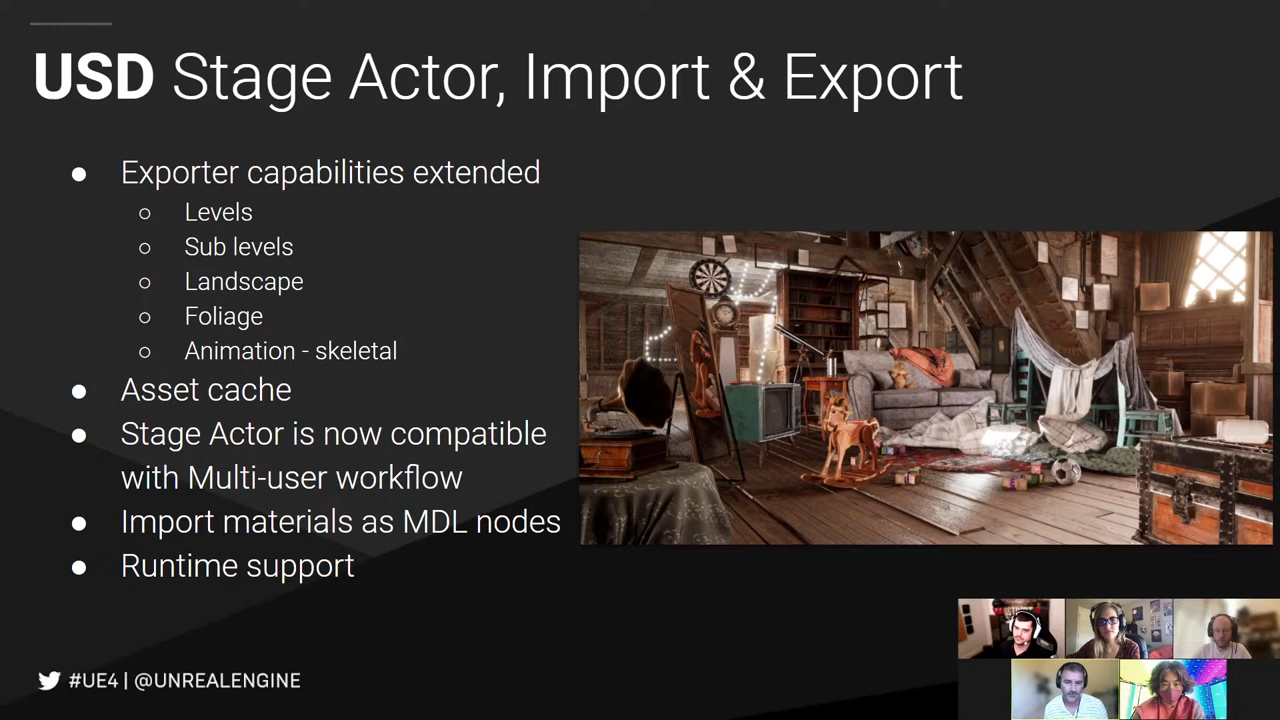 USD Stage Actor, Import & Export
● Exporter capabilities extended
○ Levels
○ Sub levels
○ Landscape
○ Foliage
○ Animation - skeletal
● Asset cache
● Stage Actor is now compatible
with Multi-user workflow
● Import materials as MDL nodes
● Runtime support
#UE4 | @UNREALENGINE